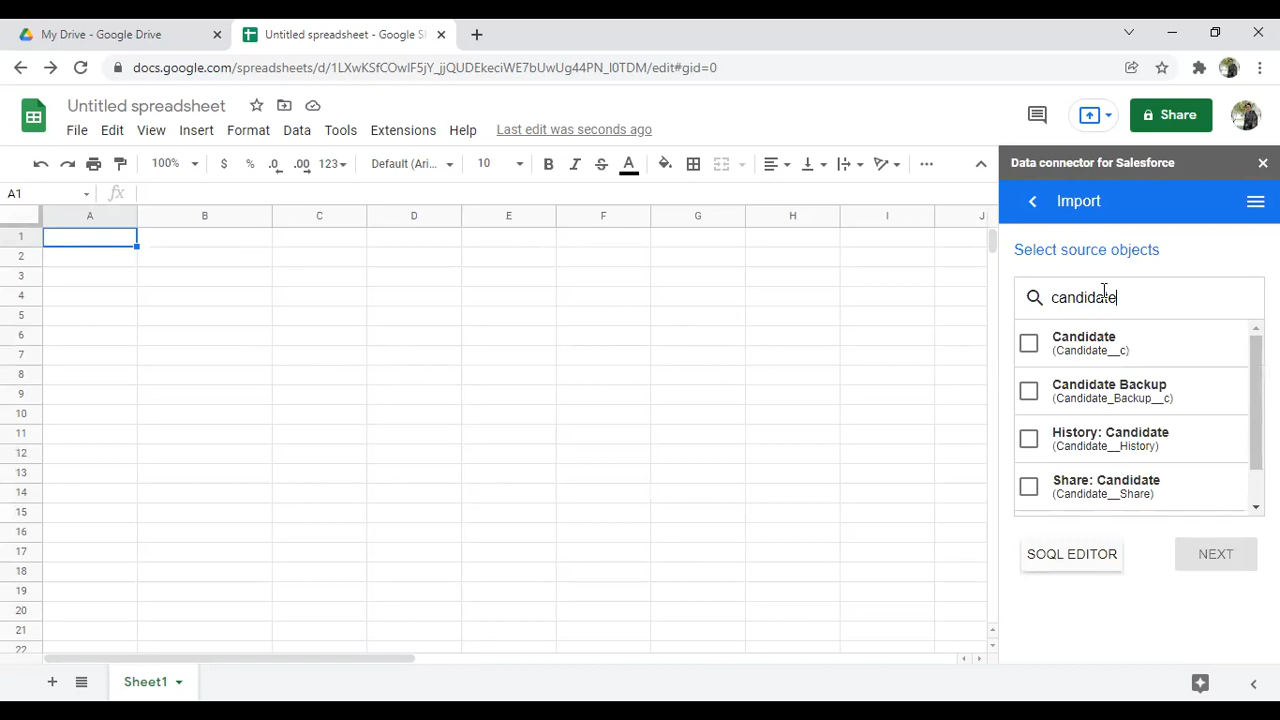 My Drive - Google Drive
Untitled spreadsheet - Google S
docs.google.com/spreadsheets/d/1LXwKSfCOwIF5jY_jjQUDEkeciWE7bUwUg44PN_I0TDM/edit#gid=0
Untitled spreadsheet
File Edit View Insert Format Data Tools Extensions Help Last edit was seconds ago
Share
100% $ % .0 .00 123 Default (Ari... 10 B I S A
A1 fx
A B C D E F G H I J
1
2
3
4
5
6
7
8
9
10
11
12
13
14
15
16
17
18
19
20
21
22
Data connector for Salesforce
Import
Select source objects
candidate
Candidate
(Candidate__c)
Candidate Backup
(Candidate_Backup__c)
History: Candidate
(Candidate__History)
Share: Candidate
(Candidate__Share)
SOQL EDITOR NEXT
Sheet1